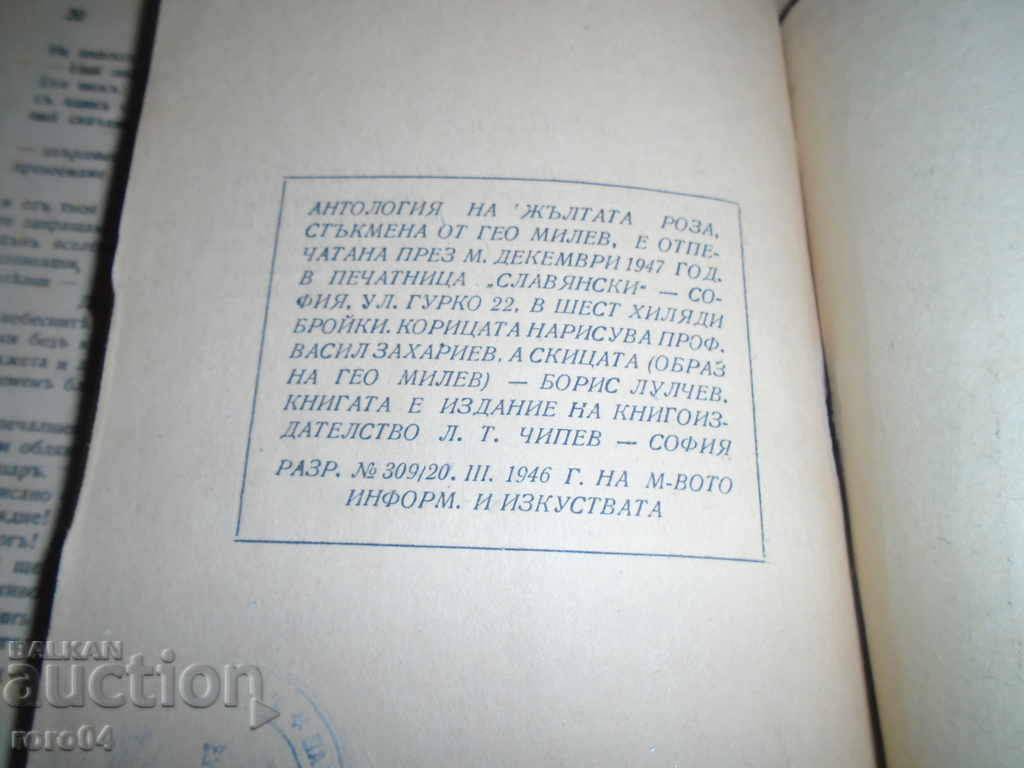 АНТОЛОГИЯ НА ЖЪЛТАТА РОЗА,
СТЪКМЕНА ОТ ГЕО МИЛЕВ, Е ОТПЕ-
ЧАТАНА ПРЕЗ М. ДЕКЕМВРИ 1947 ГОД.
В ПЕЧАТНИЦА „СЛАВЯНСКИ“ — СО-
ФИЯ, УЛ. ГУРКО 22, В ШЕСТ ХИЛЯДИ
БРОЙКИ. КОРИЦАТА НАРИСУВА ПРОФ.
ВАСИЛ ЗАХАРИЕВ, А СКИЦАТА (ОБРАЗ
НА ГЕО МИЛЕВ) — БОРИС ЛУЛЧЕВ.
КНИГАТА Е ИЗДАНИЕ НА КНИГОИЗ-
ДАТЕЛСТВО Л. Т. ЧИПЕВ — СОФИЯ
РАЗР. № 309/20. III. 1946 Г. НА М-ВОТО
ИНФОРМ. И ИЗКУСТВАТА
BALKAN
auction
roro04